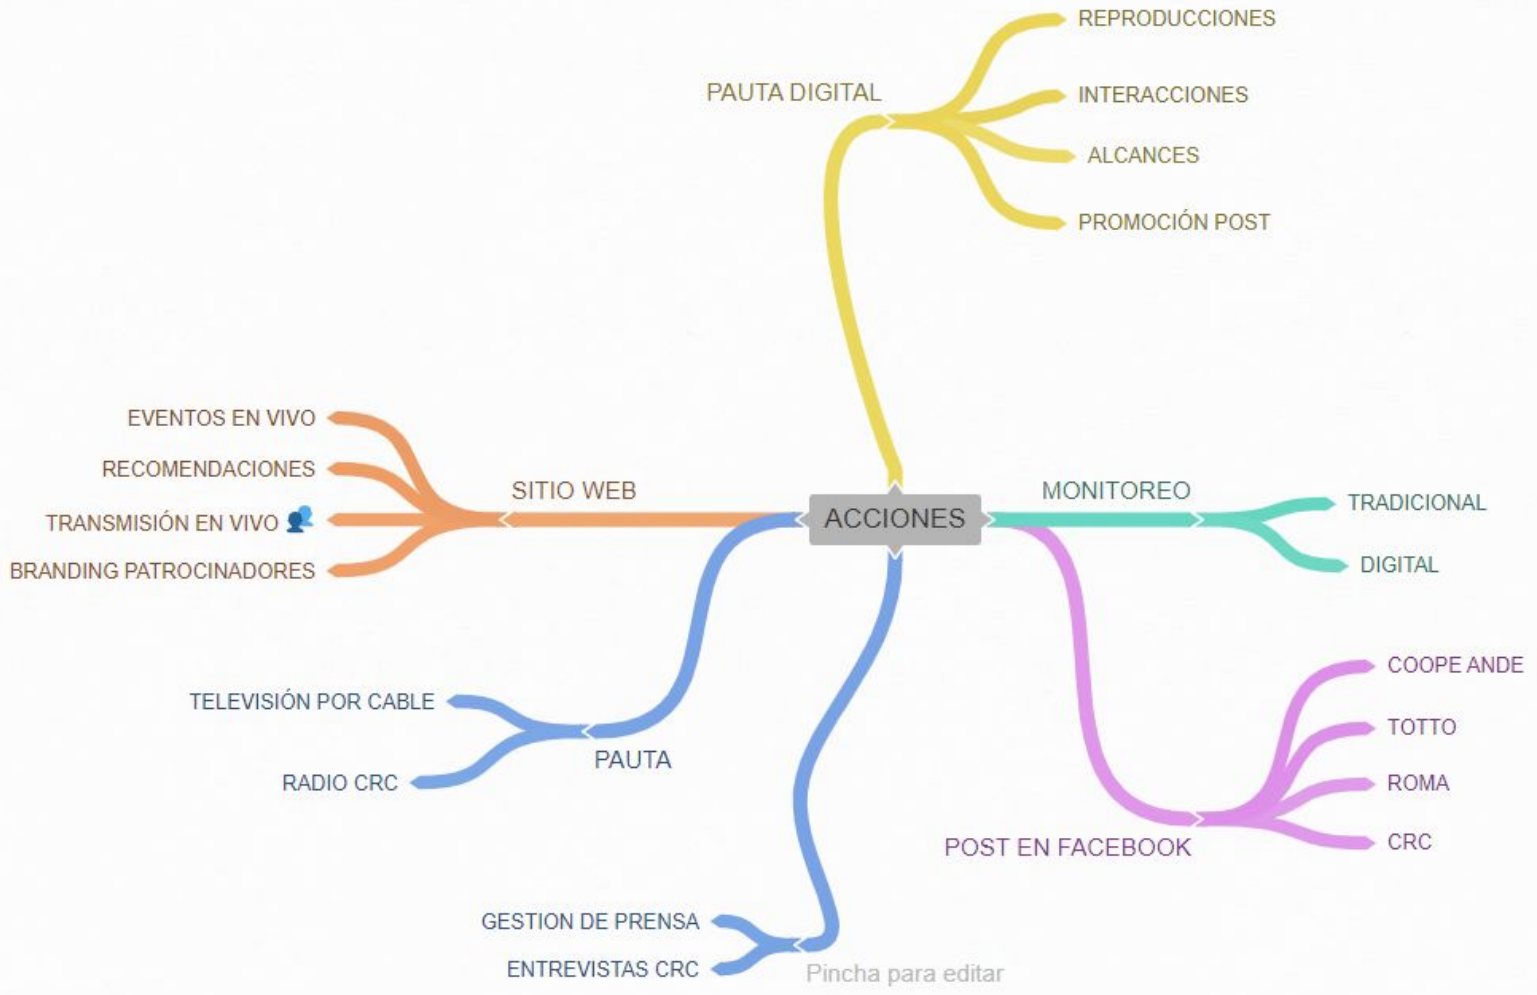 REPRODUCCIONES
PAUTA DIGITAL
INTERACCIONES
ALCANCES
PROMOCIÓN POST
EVENTOS EN VIVO
RECOMENDACIONES
TRANSMISIÓN EN VIVO
BRANDING PATROCINADORES
SITIO WEB
ACCIONES
MONITOREO
TRADICIONAL
DIGITAL
TELEVISIÓN POR CABLE
RADIO CRC
PAUTA
COOPE ANDE
TOTTO
ROMA
CRC
POST EN FACEBOOK
GESTION DE PRENSA
ENTREVISTAS CRC
Pincha para editar